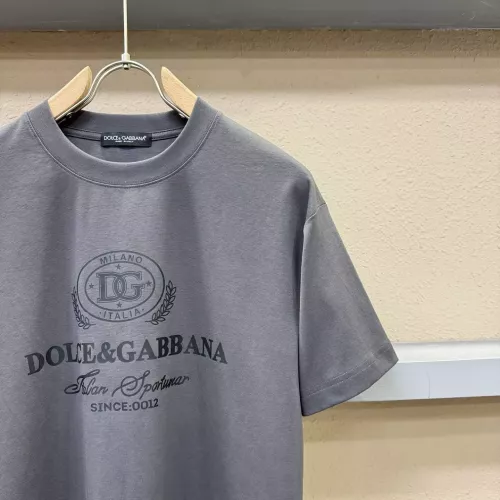 DOLCE & GABBANA
MILANO
DG
ITALIA
DOLCE&GABBANA
SINCE:0012